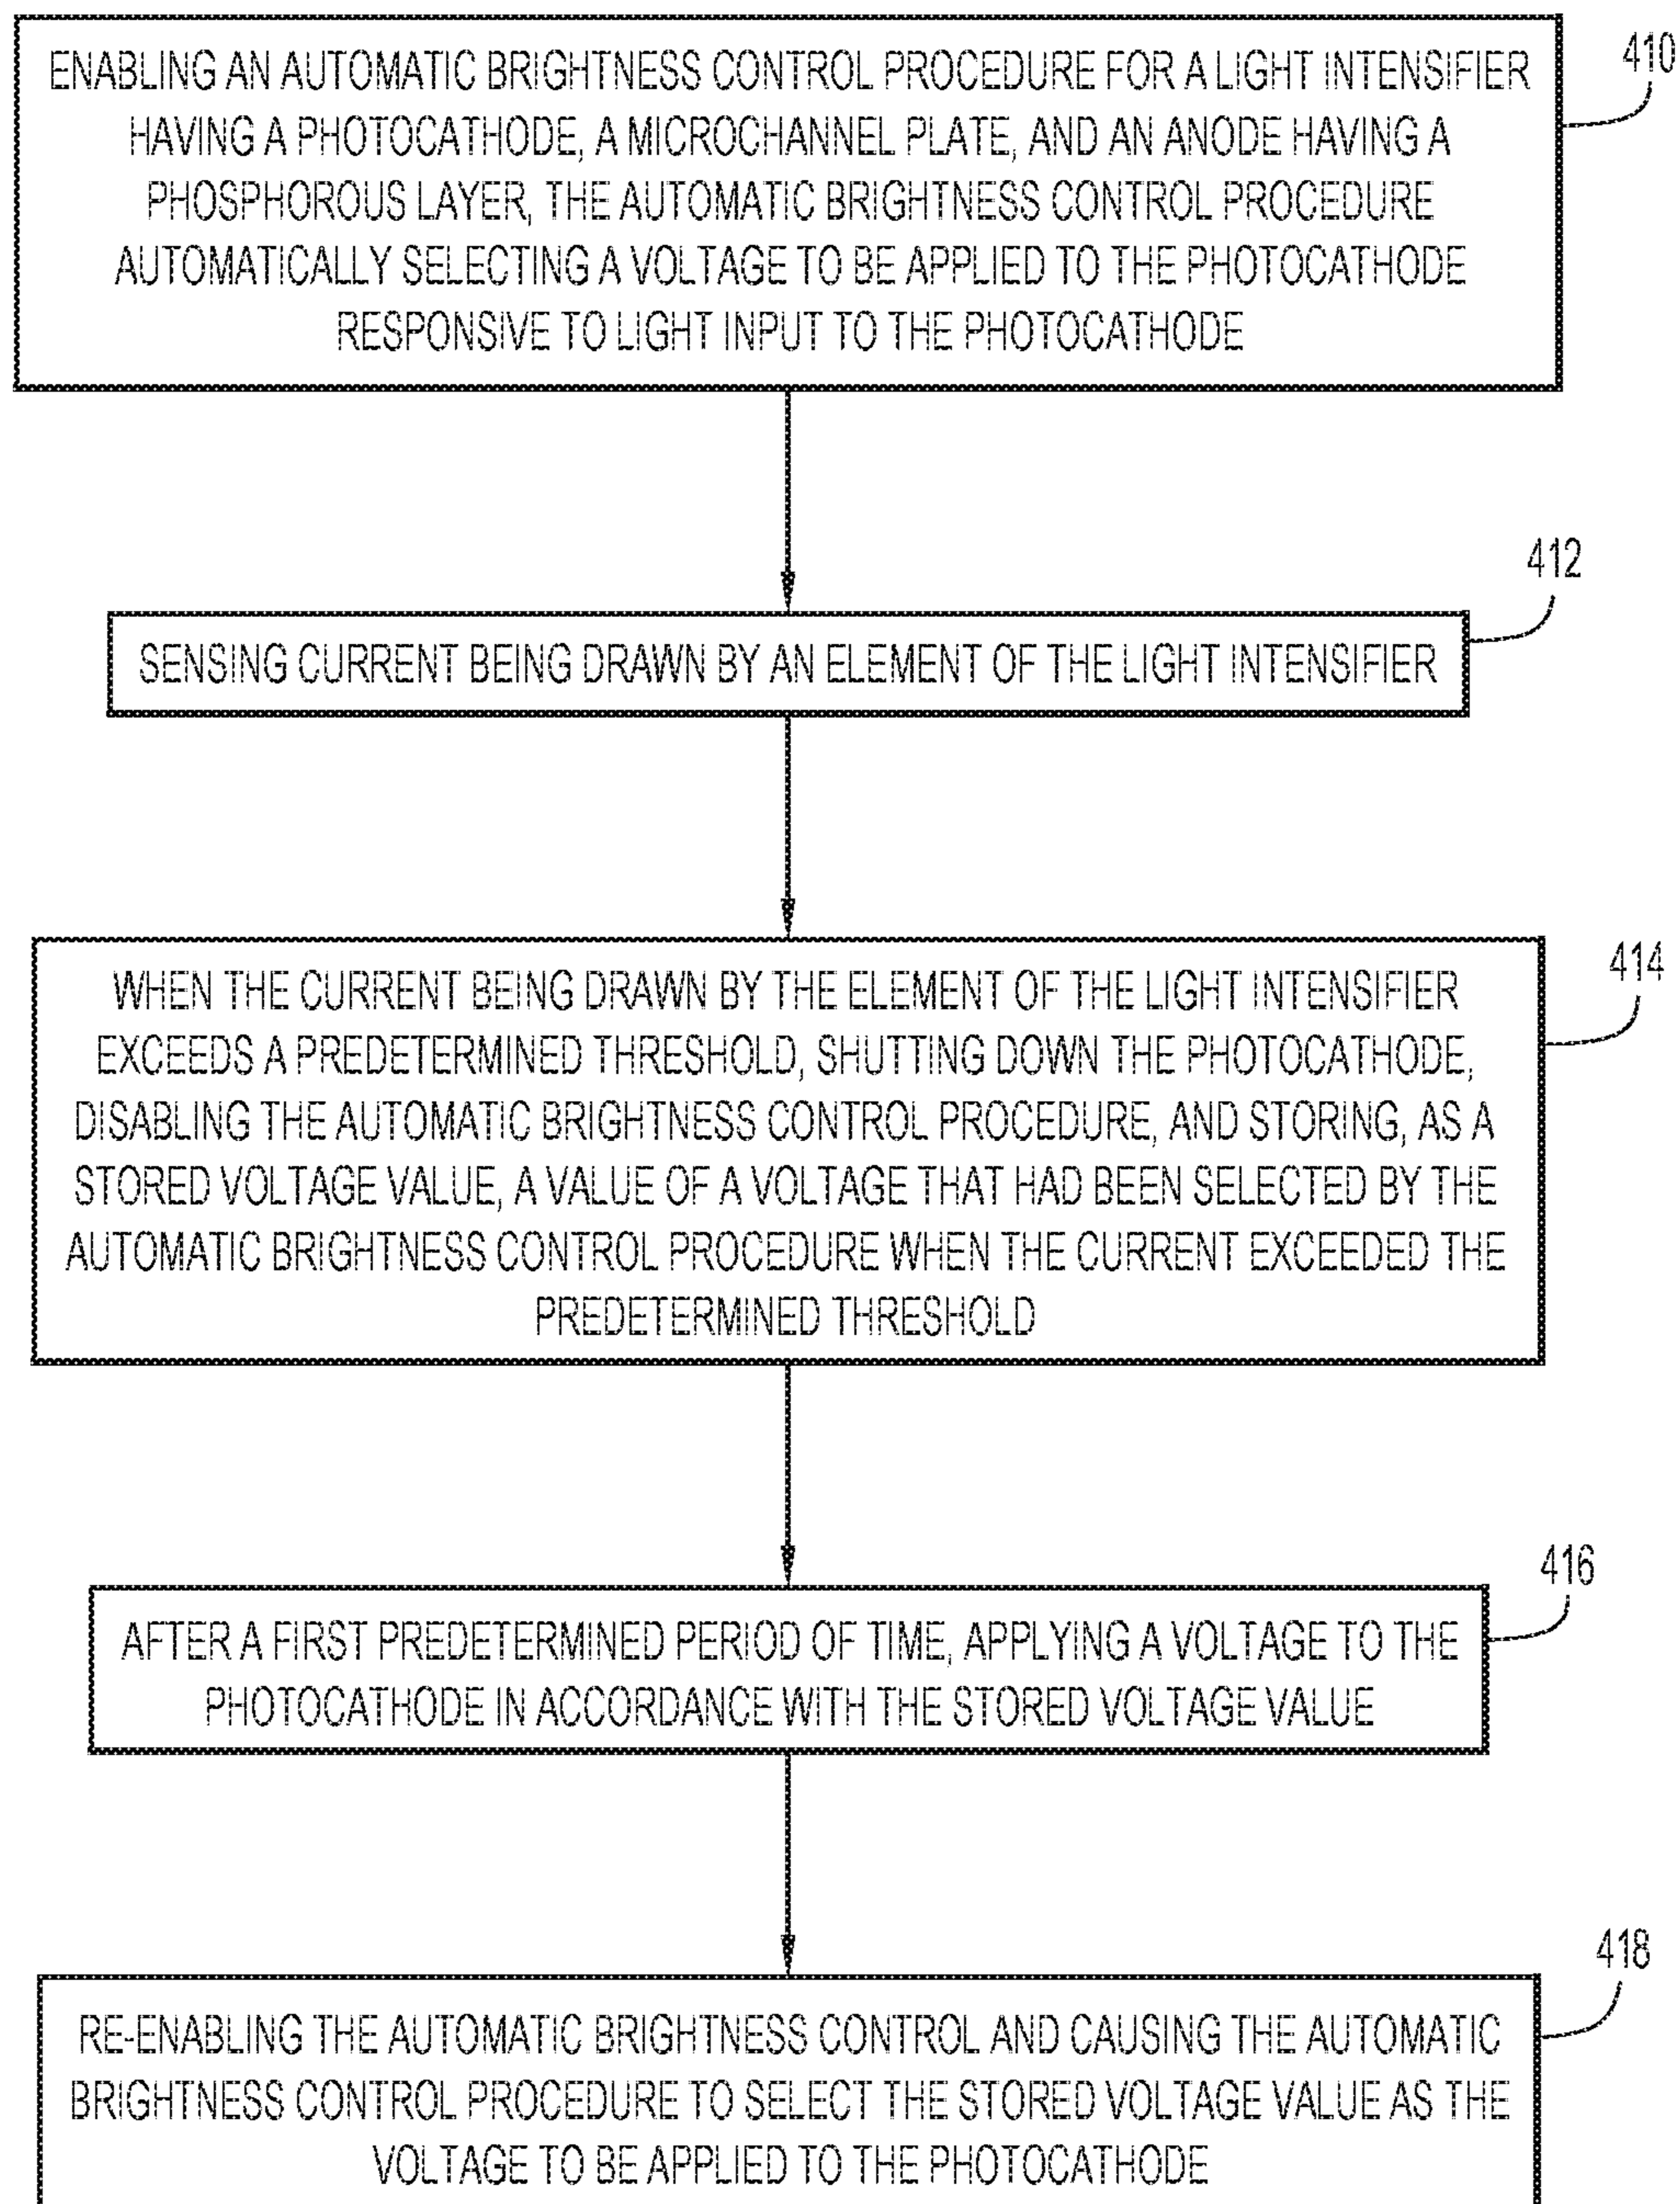 ENABLING AN AUTOMATIC BRIGHTNESS CONTROL PROCEDURE FOR A LIGHT INTENSIFIER
HAVING A PHOTOCATHODE, A MICROCHANNEL PLATE, AND AN ANODE HAVING A
PHOSPHOROUS LAYER, THE AUTOMATIC BRIGHTNESS CONTROL PROCEDURE
AUTOMATICALLY SELECTING A VOLTAGE TO BE APPLIED TO THE PHOTOCATHODE
RESPONSIVE TO LIGHT INPUT TO THE PHOTOCATHODE
410
412
SENSING CURRENT BEING DRAWN BY AN ELEMENT OF THE LIGHT INTENSIFIER
414
WHEN THE CURRENT BEING DRAWN BY THE ELEMENT OF THE LIGHT INTENSIFIER
EXCEEDS A PREDETERMINED THRESHOLD, SHUTTING DOWN THE PHOTOCATHODE,
DISABLING THE AUTOMATIC BRIGHTNESS CONTROL PROCEDURE, AND STORING, AS A
STORED VOLTAGE VALUE, A VALUE OF A VOLTAGE THAT HAD BEEN SELECTED BY THE
AUTOMATIC BRIGHTNESS CONTROL PROCEDURE WHEN THE CURRENT EXCEEDED THE
PREDETERMINED THRESHOLD
416
AFTER A FIRST PREDETERMINED PERIOD OF TIME, APPLYING A VOLTAGE TO THE
PHOTOCATHODE IN ACCORDANCE WITH THE STORED VOLTAGE VALUE
418
RE-ENABLING THE AUTOMATIC BRIGHTNESS CONTROL AND CAUSING THE AUTOMATIC
BRIGHTNESS CONTROL PROCEDURE TO SELECT THE STORED VOLTAGE VALUE AS THE
VOLTAGE TO BE APPLIED TO THE PHOTOCATHODE